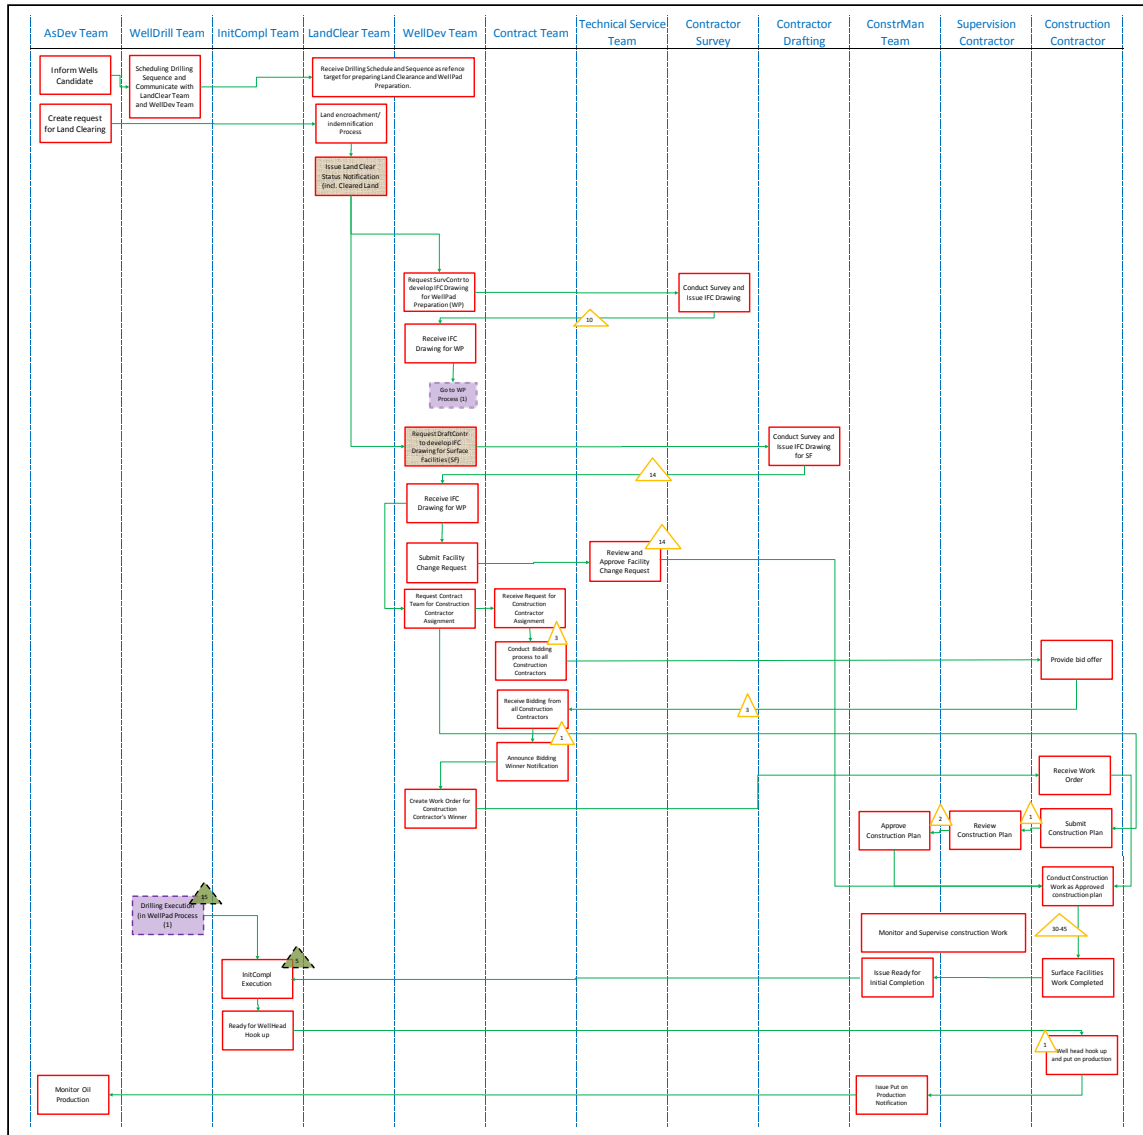 AsDev Team
WellDrill Team
InitCompl Team
LandClear Team
WellDev Team
Contract Team
Technical Service
Team
Contractor
Survey
Contractor
Drafting
ConstrMan
Team
Supervision
Contractor
Construction
Contractor
Inform Wells
Candidate
Scheduling Drilling
Sequence and
Communicate with
LandClear Team
and WellDev Team
Receive Drilling Schedule and Sequence as refence
target for preparing Land Clearance and WellPad
Preparation.
Create request
for Land Clearing
Land encroachment/
indemnification
Process
Issue Land Clear
Status Notification
(incl. Cleared Land
Request SurvContr to
develop IFC Drawing
for WellPad
Preparation (WP)
Conduct Survey and
Issue IFC Drawing
10
Receive IFC
Drawing for WP
Go to WP
Process (1)
Request DraftContr
to develop IFC
Drawing for Surface
Facilities (SF)
Conduct Survey and
Issue IFC Drawing
for SF
14
Receive IFC
Drawing for WP
14
Submit Facility
Change Request
Review and
Approve Facility
Change Request
Request Contract
Team for Construction
Contractor
Assignment
Receive Request for
Construction
Contractor
Assignment
3
Conduct Bidding
process to all
Construction
Contractors
Provide bid offer
Receive Bidding from
all Construction
Contractors
3
1
Announce Bidding
Winner Notification
Receive Work
Order
Create Work Order for
Construction
Contractor's Winner
Approve
Construction Plan
2
Review
Construction Plan
1
Submit
Construction Plan
Conduct Construction
Work as Approved
construction plan
15
Drilling Execution
(in WellPad Process
(1)
Monitor and Supervise construction Work
30-45
5
InitCompl
Execution
Issue Ready for
Initial Completion
Surface Facilities
Work Completed
Ready for WellHead
Hook up
1
Well head hook up
and put on production
Monitor Oil
Production
Issue Put on
Production
Notification